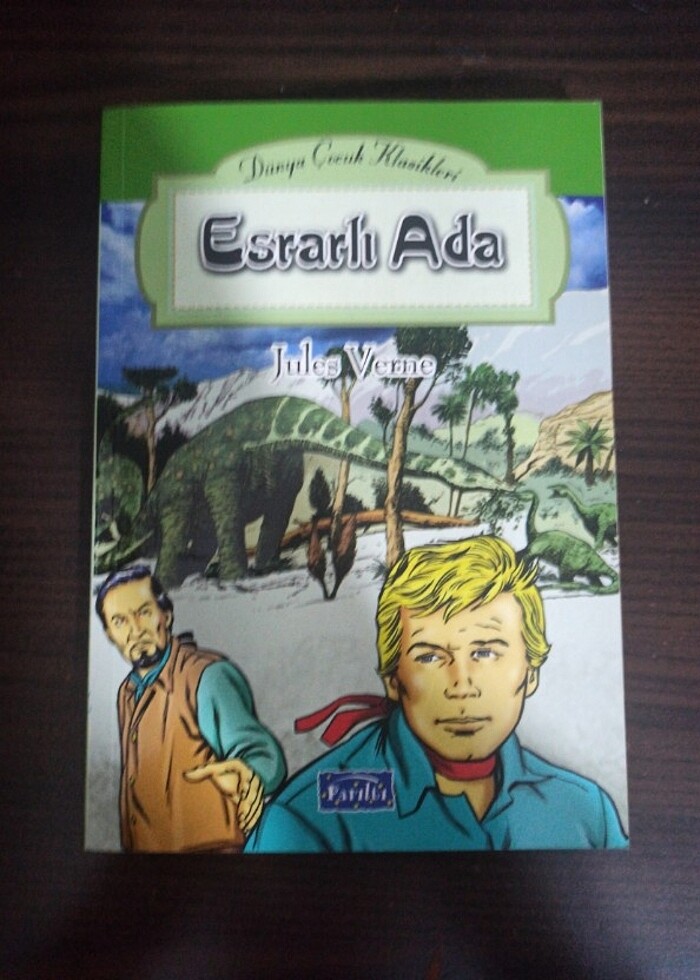 Dünya Çocuk Klasikleri
Esrarlı Ada
Jules Verne
Parıltı